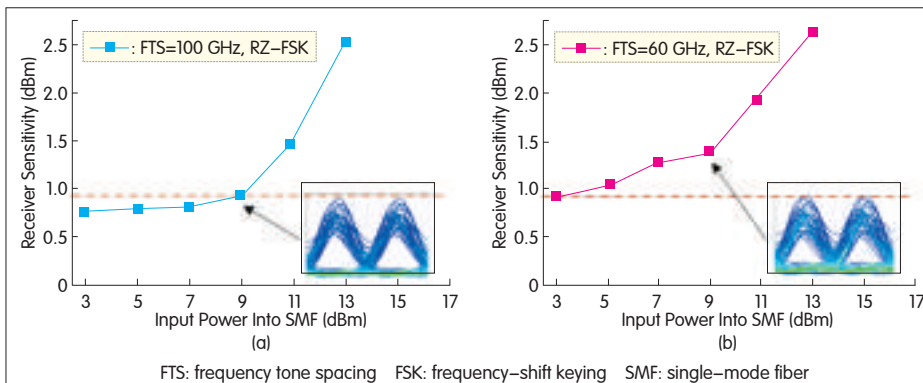 2.5
2.0
1.5
1.0
0.5
0
Receiver Sensitivity (dBm)
: FTS=100 GHz, RZ−FSK
3 5 7 9 11 13 15 17
Input Power Into SMF (dBm)
(a)
2.5
2.0
1.5
1.0
0.5
0
Receiver Sensitivity (dBm)
: FTS=60 GHz, RZ−FSK
3 5 7 9 11 13 15 17
Input Power Into SMF (dBm)
(b)
FTS: frequency tone spacing FSK: frequency−shift keying SMF: single−mode fiber